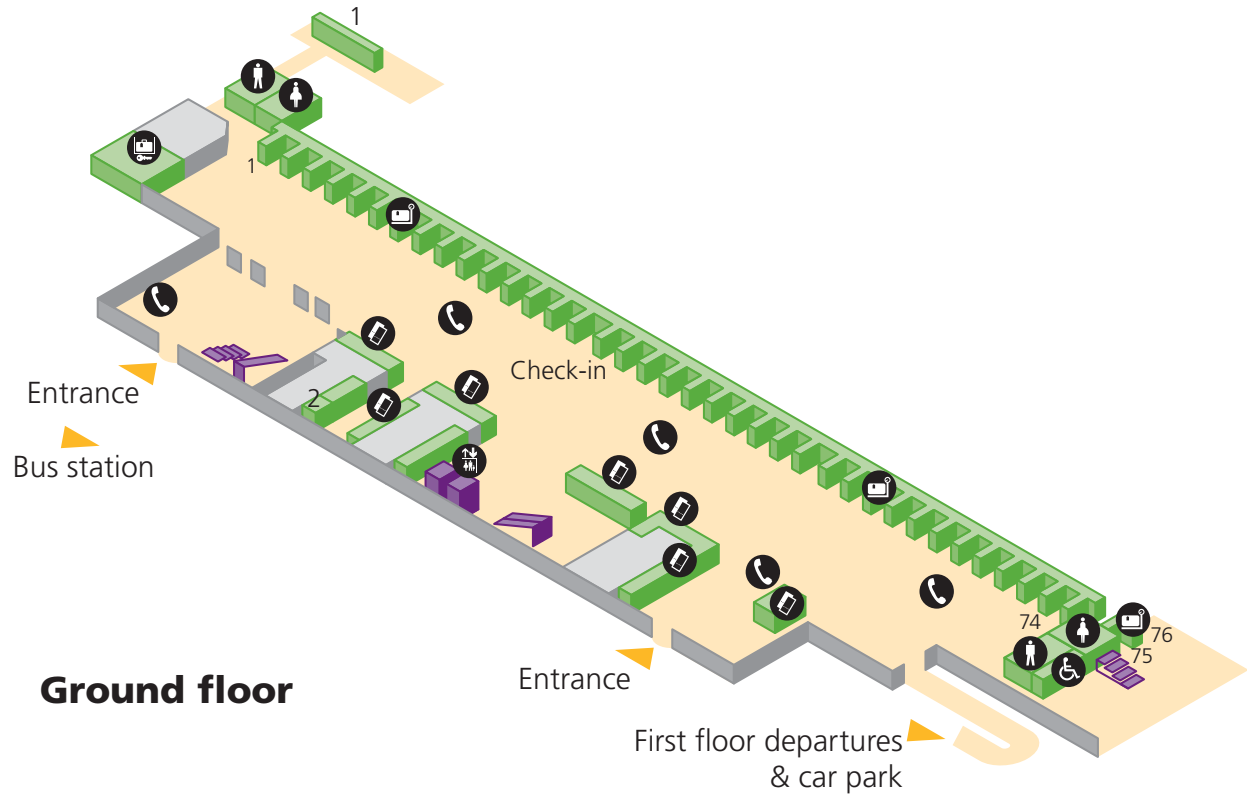 1
1
Check-in
2
Entrance
Bus station
74
76
75
Entrance
Ground floor
First floor departures
& car park